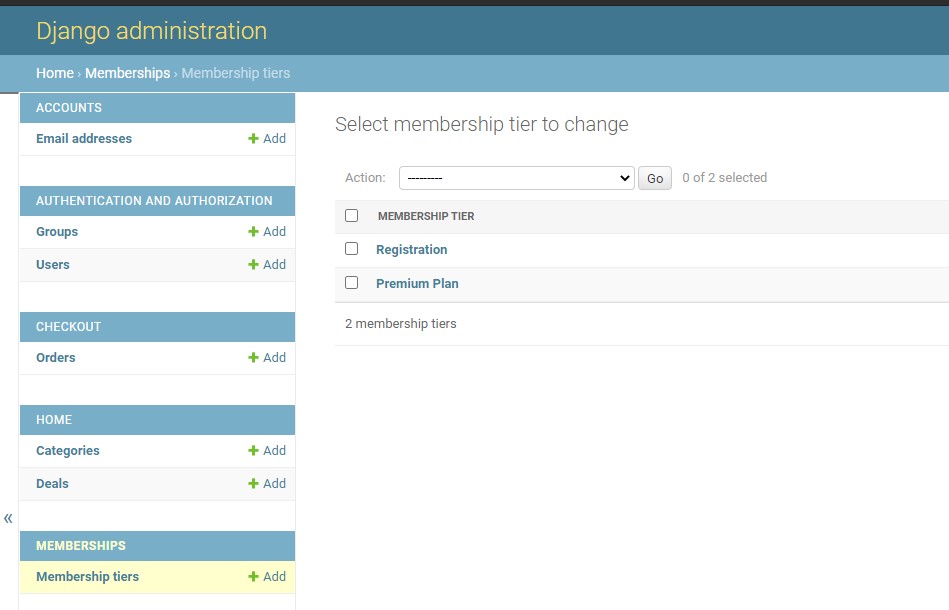 Django administration
Home › Memberships › Membership tiers
ACCOUNTS
Email addresses Add
AUTHENTICATION AND AUTHORIZATION
Groups Add
Users Add
CHECKOUT
Orders Add
HOME
Categories Add
Deals Add
«
MEMBERSHIPS
Membership tiers Add
Select membership tier to change
Action: --------- Go 0 of 2 selected
MEMBERSHIP TIER
Registration
Premium Plan
2 membership tiers